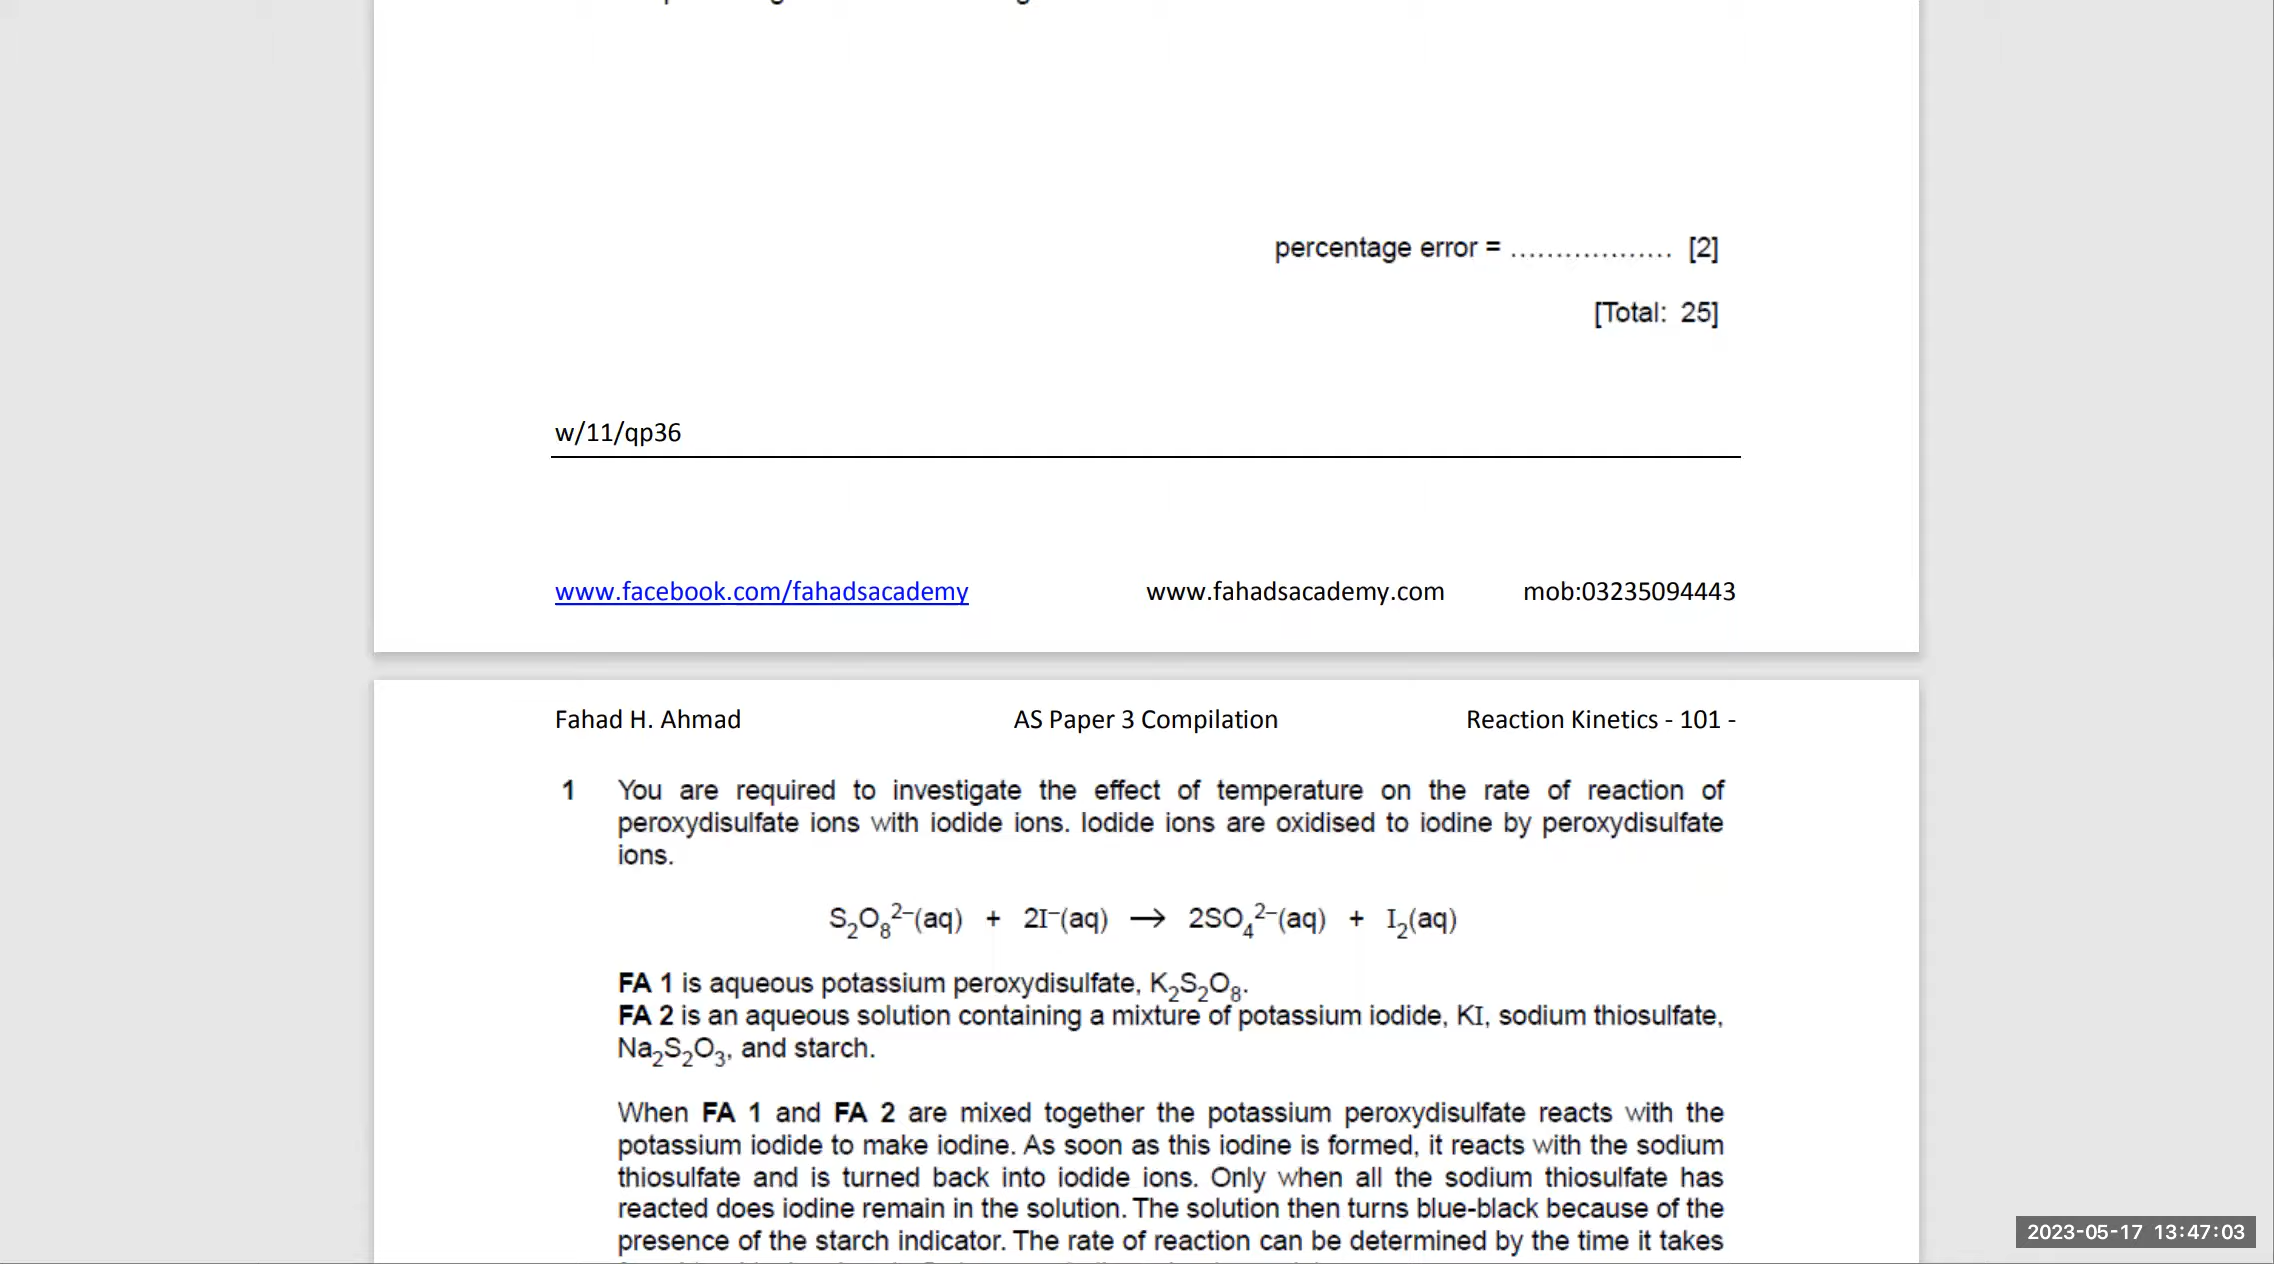 percentage error = .................. [2]
[Total: 25]
w/11/qp36
www.facebook.com/fahadsacademy www.fahadsacademy.com mob:03235094443
Fahad H. Ahmad AS Paper 3 Compilation Reaction Kinetics - 101 -
1 You are required to investigate the effect of temperature on the rate of reaction of
peroxydisulfate ions with iodide ions. Iodide ions are oxidised to iodine by peroxydisulfate
ions.
S₂O₈²⁻(aq) + 2I⁻(aq) → 2SO₄²⁻(aq) + I₂(aq)
FA 1 is aqueous potassium peroxydisulfate, K₂S₂O₈.
FA 2 is an aqueous solution containing a mixture of potassium iodide, KI, sodium thiosulfate,
Na₂S₂O₃, and starch.
When FA 1 and FA 2 are mixed together the potassium peroxydisulfate reacts with the
potassium iodide to make iodine. As soon as this iodine is formed, it reacts with the sodium
thiosulfate and is turned back into iodide ions. Only when all the sodium thiosulfate has
reacted does iodine remain in the solution. The solution then turns blue-black because of the
presence of the starch indicator. The rate of reaction can be determined by the time it takes
2023-05-17 13:47:03